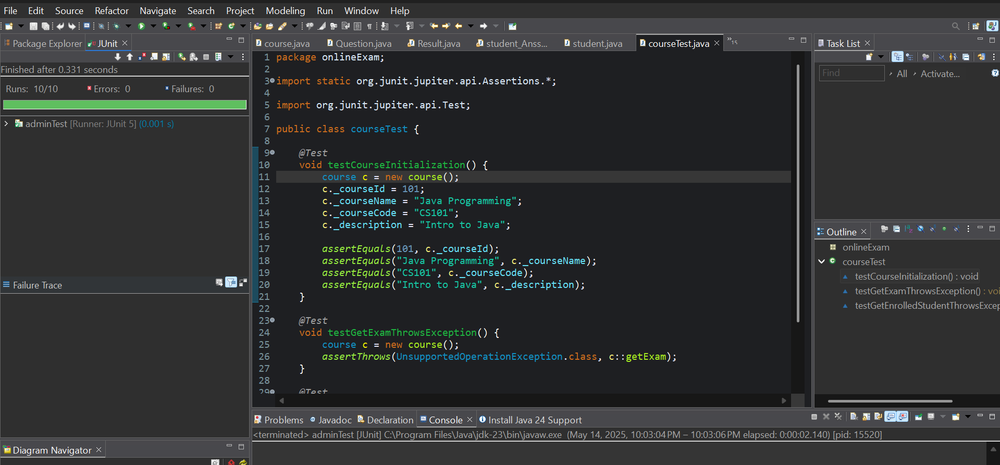 File Edit Source Refactor Navigate Search Project Modeling Run Window Help
Package Explorer JUnit
Finished after 0.331 seconds
Runs: 10/10 Errors: 0 Failures: 0
adminTest [Runner: JUnit 5] (0.001 s)
Failure Trace
Diagram Navigator
course.java Question.java Result.java student_Anss... student.java courseTest.java »15
1 package onlineExam;
2
3 import static org.junit.jupiter.api.Assertions.*;
4
5 import org.junit.jupiter.api.Test;
6
7 public class courseTest {
8
9 @Test
10 void testCourseInitialization() {
11 course c = new course();
12 c._courseId = 101;
13 c._courseName = "Java Programming";
14 c._courseCode = "CS101";
15 c._description = "Intro to Java";
16
17 assertEquals(101, c._courseId);
18 assertEquals("Java Programming", c._courseName);
19 assertEquals("CS101", c._courseCode);
20 assertEquals("Intro to Java", c._description);
21 }
22
23 @Test
24 void testGetExamThrowsException() {
25 course c = new course();
26 assertThrows(UnsupportedOperationException.class, c::getExam);
27 }
28
29 @Test
Problems Javadoc Declaration Console Install Java 24 Support
<terminated> adminTest [JUnit] C:\Program Files\Java\jdk-23\bin\javaw.exe (May 14, 2025, 10:03:04 PM – 10:03:06 PM elapsed: 0:00:02.140) [pid: 15520]
Task List
Find All Activate...
Outline
onlineExam
courseTest
testCourseInitialization() : void
testGetExamThrowsException() : voi
testGetEnrolledStudentThrowsExcep